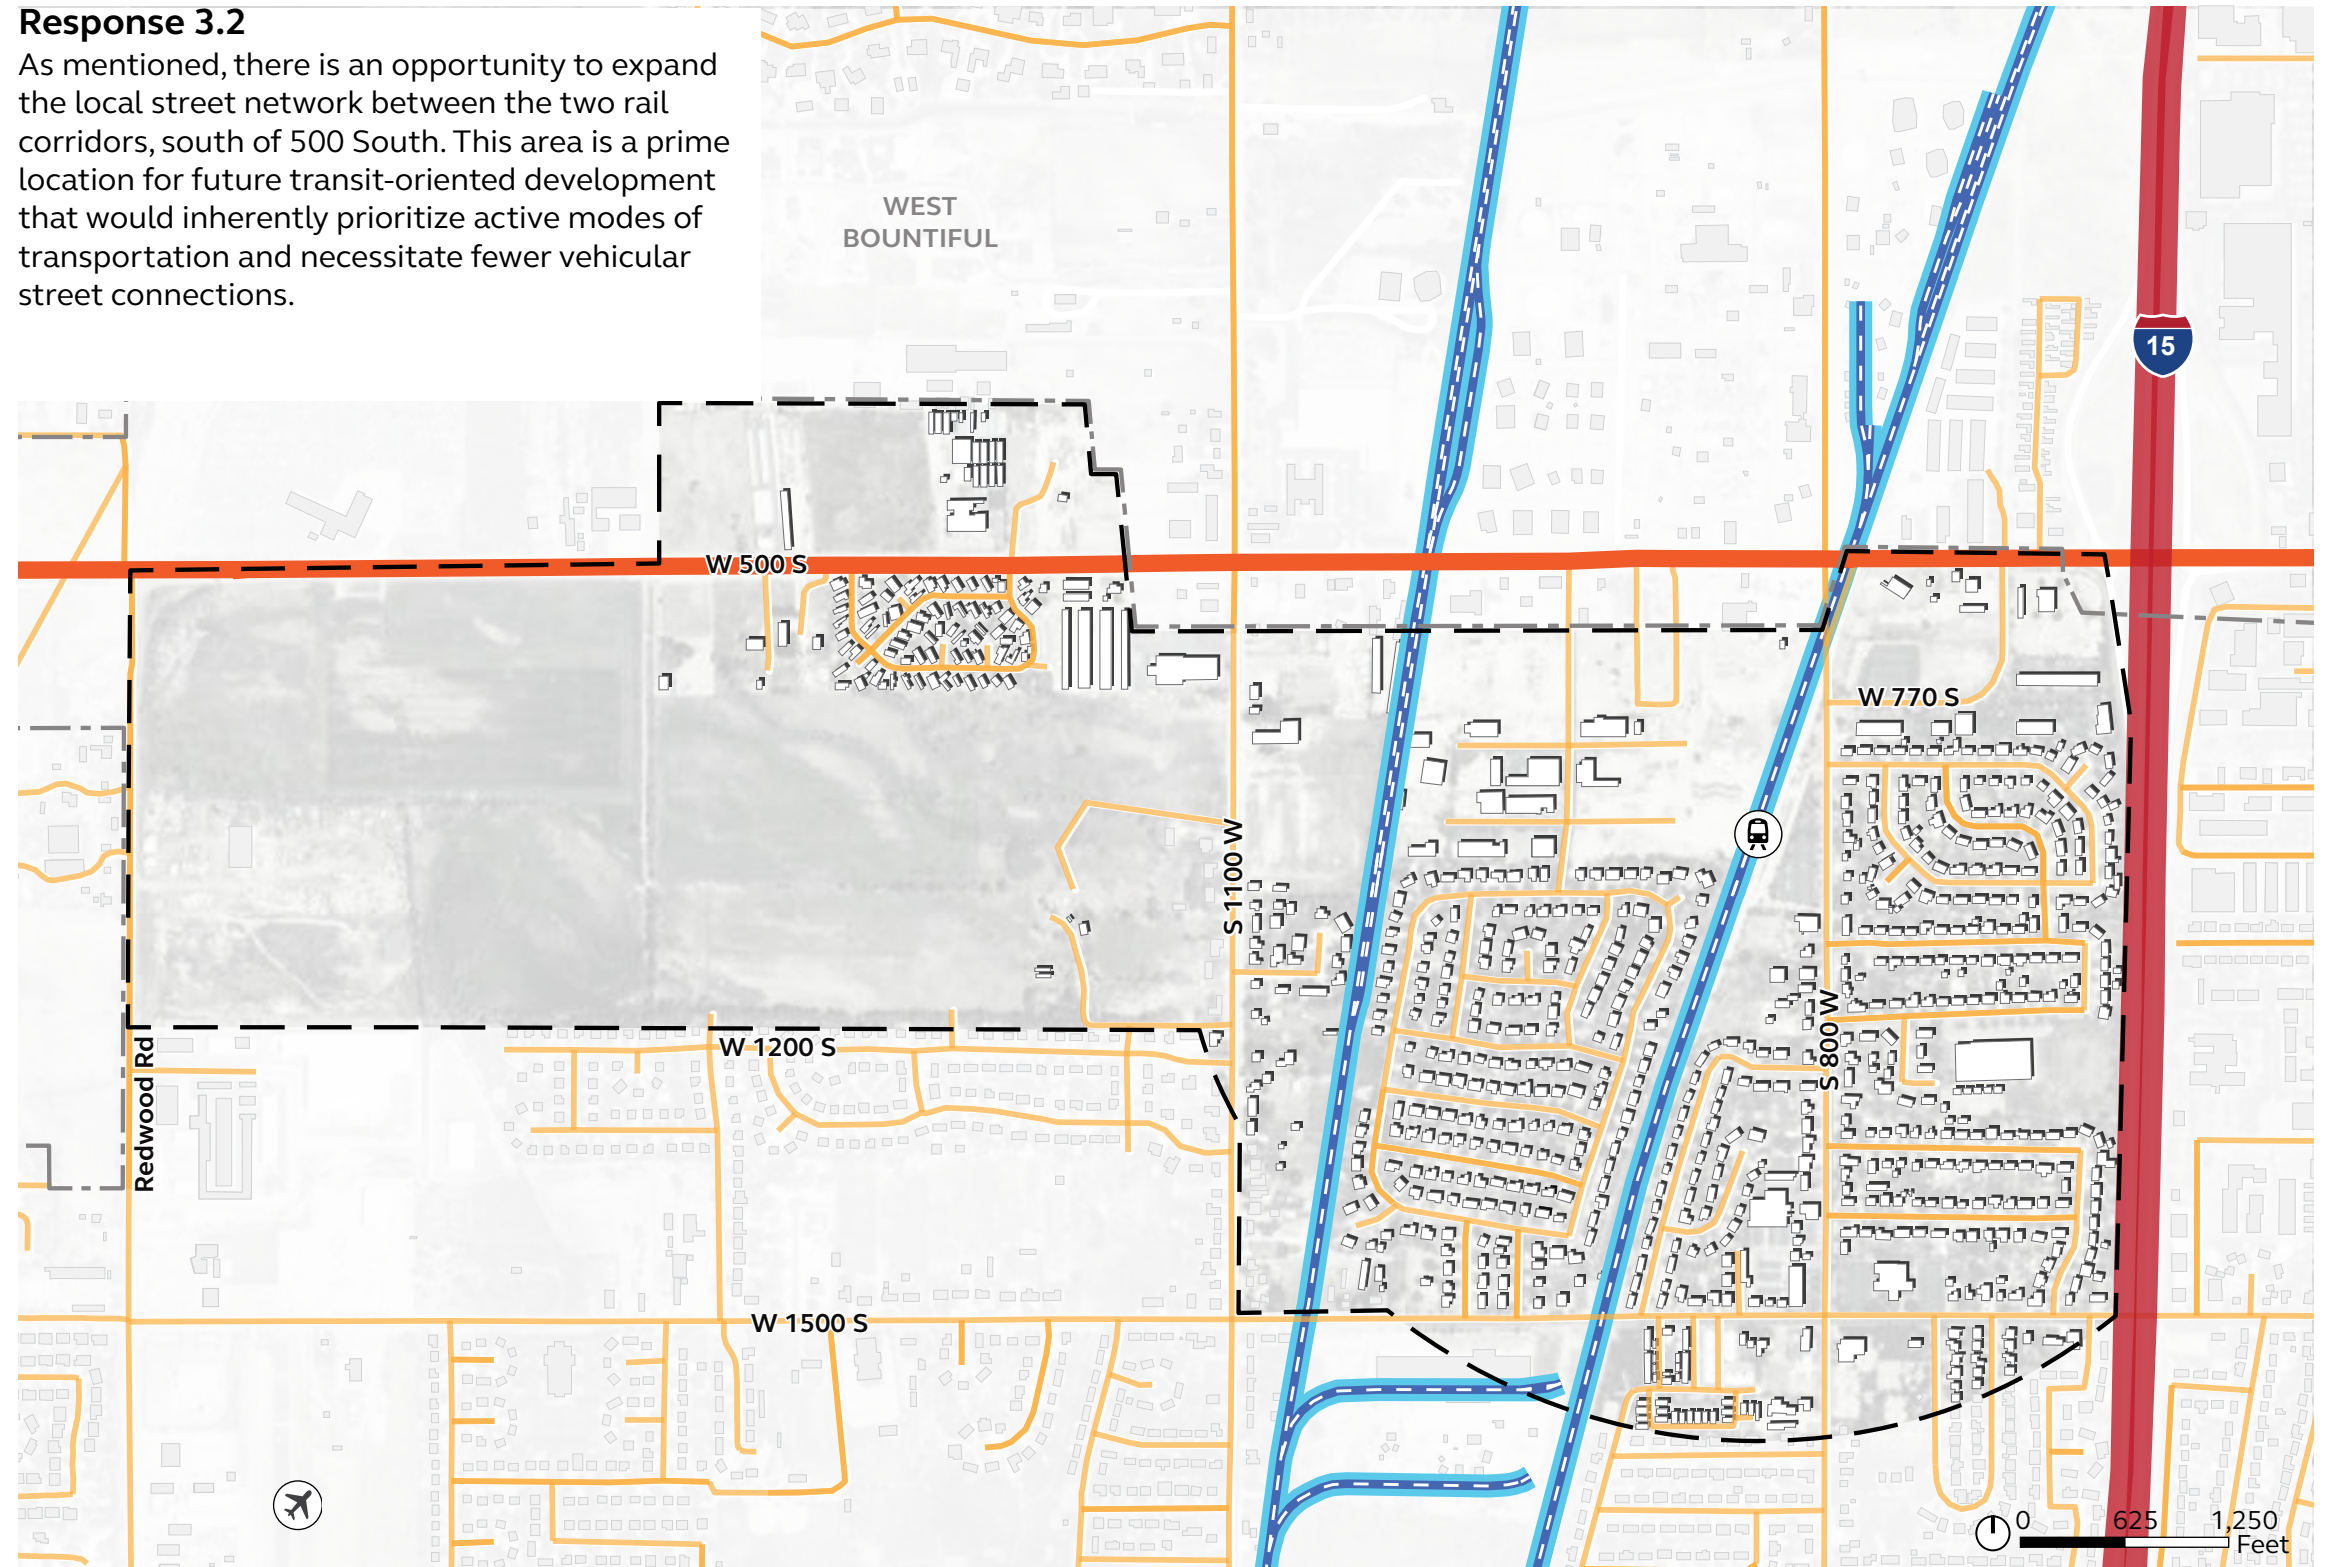 Response 3.2
As mentioned, there is an opportunity to expand
the local street network between the two rail
corridors, south of 500 South. This area is a prime
location for future transit-oriented development
that would inherently prioritize active modes of
transportation and necessitate fewer vehicular
street connections.
WEST
BOUNTIFUL
15
W 500 S
W 770 S
S 1100 W
S 800 W
W 1200 S
Redwood Rd
W 1500 S
0 625 1,250
Feet